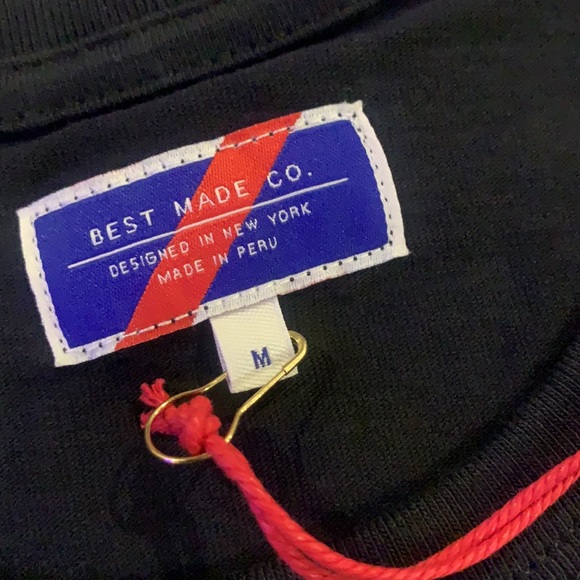 BEST MADE CO.
DESIGNED IN NEW YORK
MADE IN PERU
M